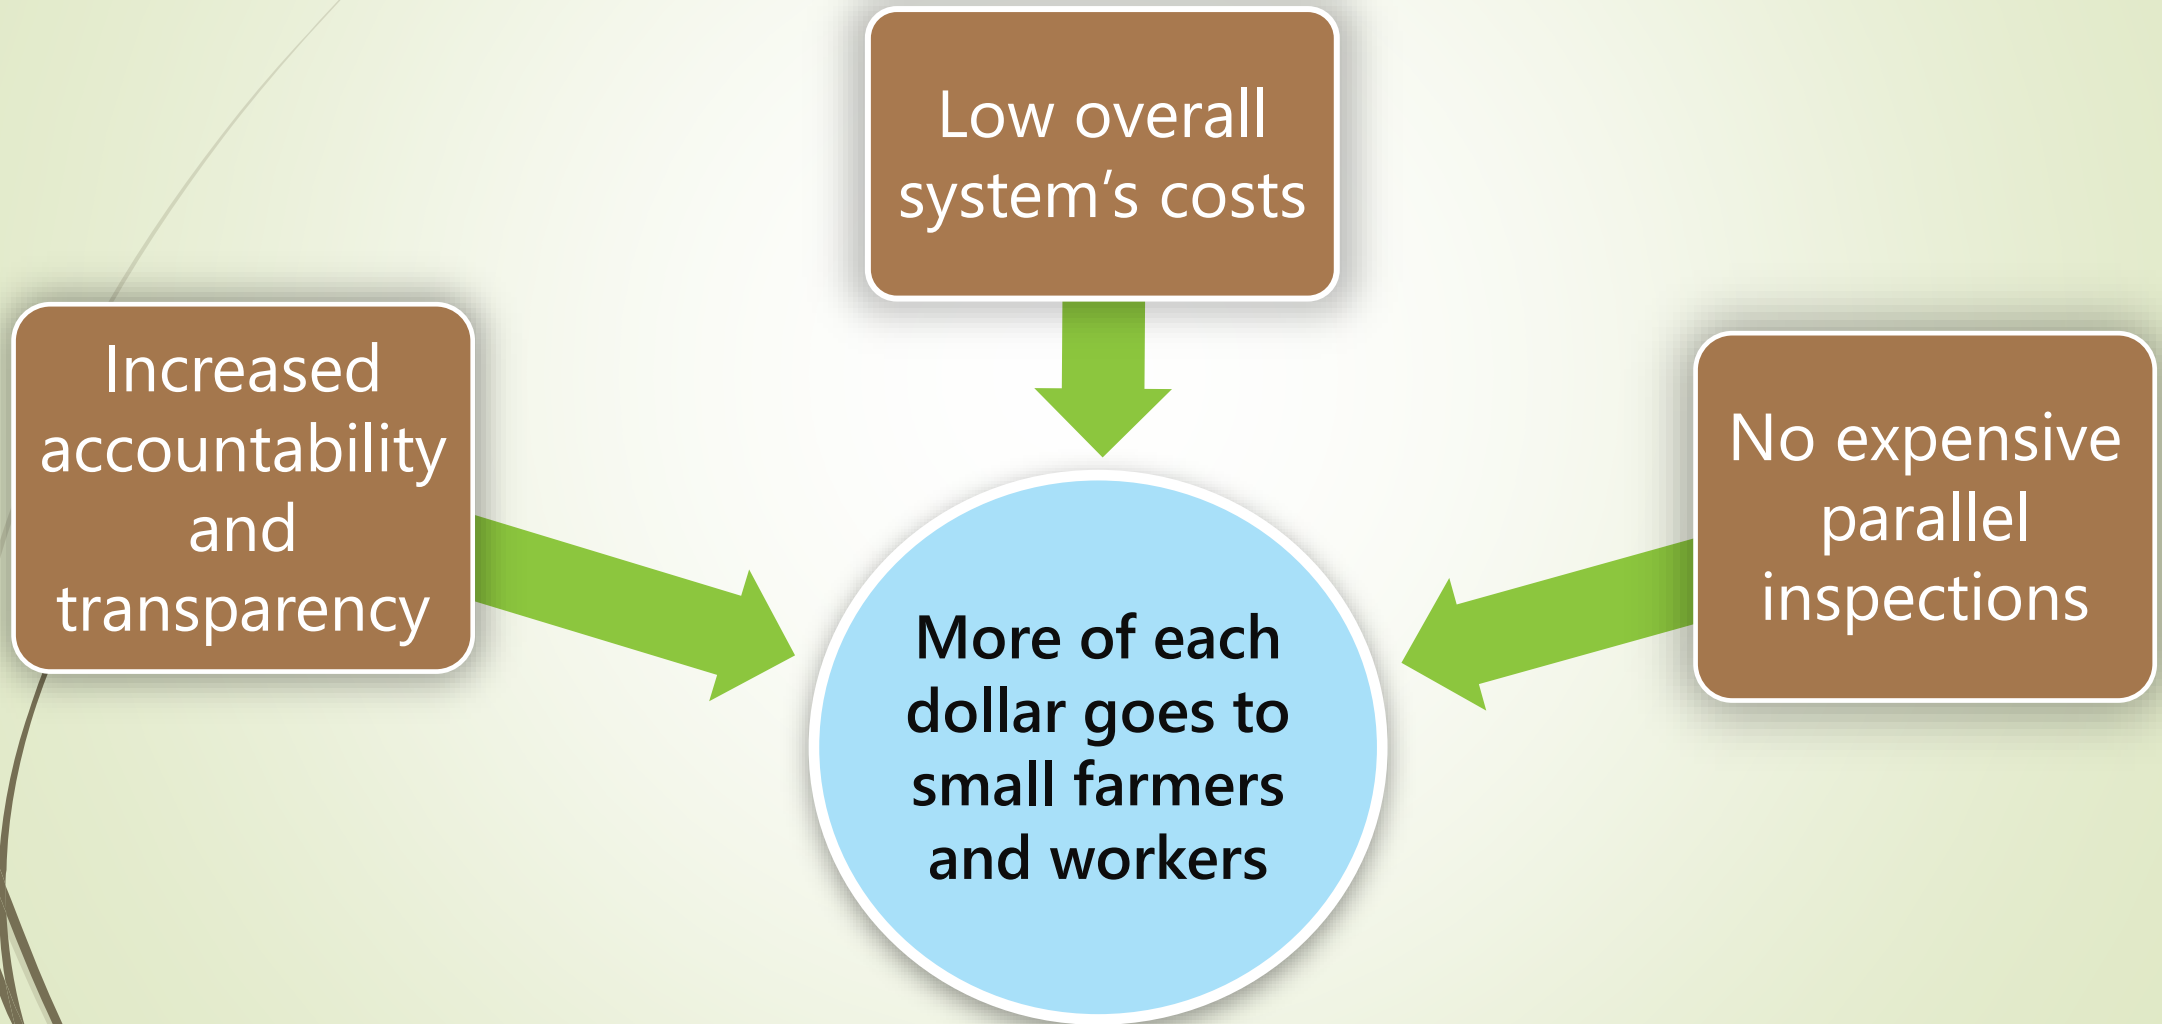 Low overall
system’s costs
Increased
accountability
and
transparency
No expensive
parallel
inspections
More of each
dollar goes to
small farmers
and workers